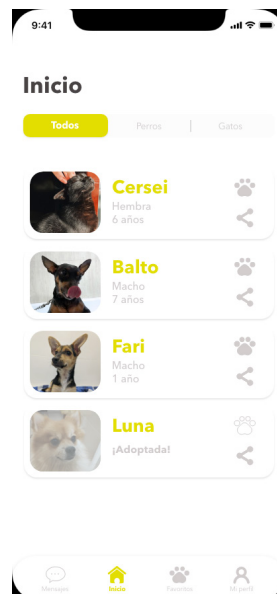 9:41
Inicio
Todos Perros Gatos
Cersei
Hembra
6 años
Balto
Macho
7 años
Fari
Macho
1 año
Luna
¡Adoptada!
Mensajes Inicio Favoritos Mi perfil